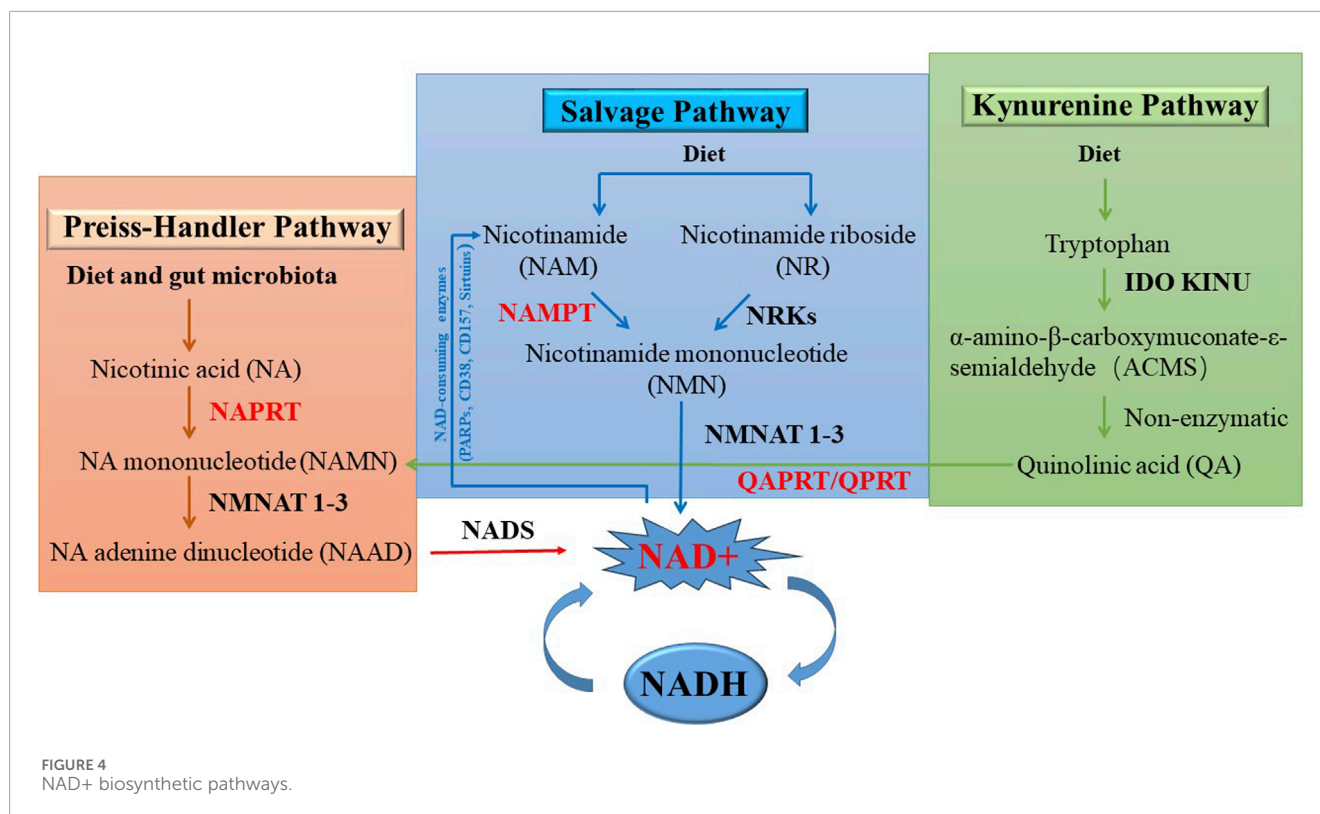 Preiss-Handler Pathway
Diet and gut microbiota
Nicotinic acid (NA)
NAPRT
NA mononucleotide (NAMN)
NMNAT 1-3
NA adenine dinucleotide (NAAD)
NADS
Salvage Pathway
Diet
Nicotinamide
(NAM)
Nicotinamide riboside
(NR)
NAMPT
NRKs
Nicotinamide mononucleotide
(NMN)
NAD-consuming enzymes
(PARPs, CD38, CD157, Sirtuins)
NMNAT 1-3
QAPRT/QPRT
Kynurenine Pathway
Diet
Tryptophan
IDO KINU
α-amino-β-carboxymuconate-ε-
semialdehyde（ACMS）
Non-enzymatic
Quinolinic acid (QA)
NAD+
NADH
FIGURE 4
NAD+ biosynthetic pathways.